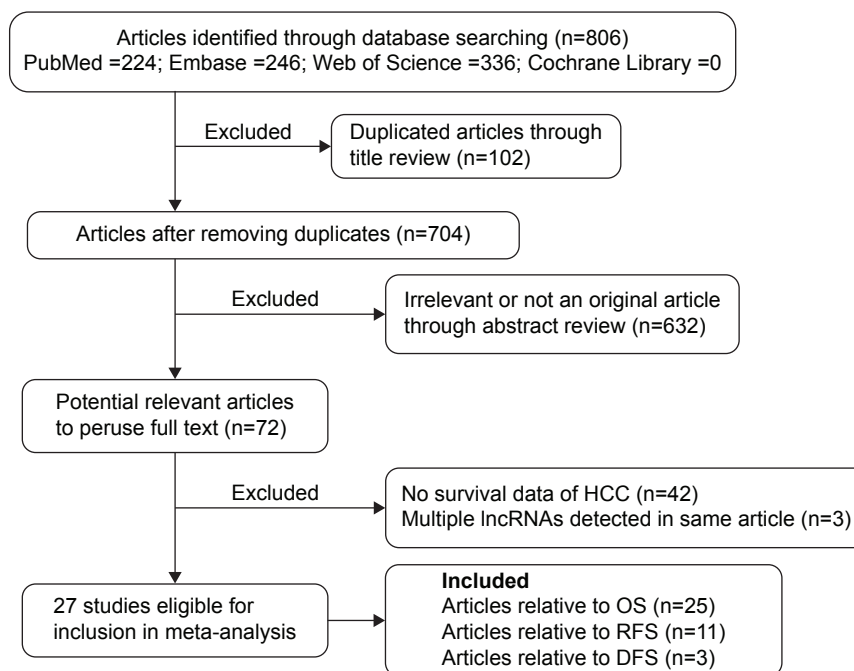 Articles identified through database searching (n=806)
PubMed =224; Embase =246; Web of Science =336; Cochrane Library =0
Excluded
Duplicated articles through
title review (n=102)
Articles after removing duplicates (n=704)
Excluded
Irrelevant or not an original article
through abstract review (n=632)
Potential relevant articles
to peruse full text (n=72)
Excluded
No survival data of HCC (n=42)
Multiple lncRNAs detected in same article (n=3)
27 studies eligible for
inclusion in meta-analysis
Included
Articles relative to OS (n=25)
Articles relative to RFS (n=11)
Articles relative to DFS (n=3)